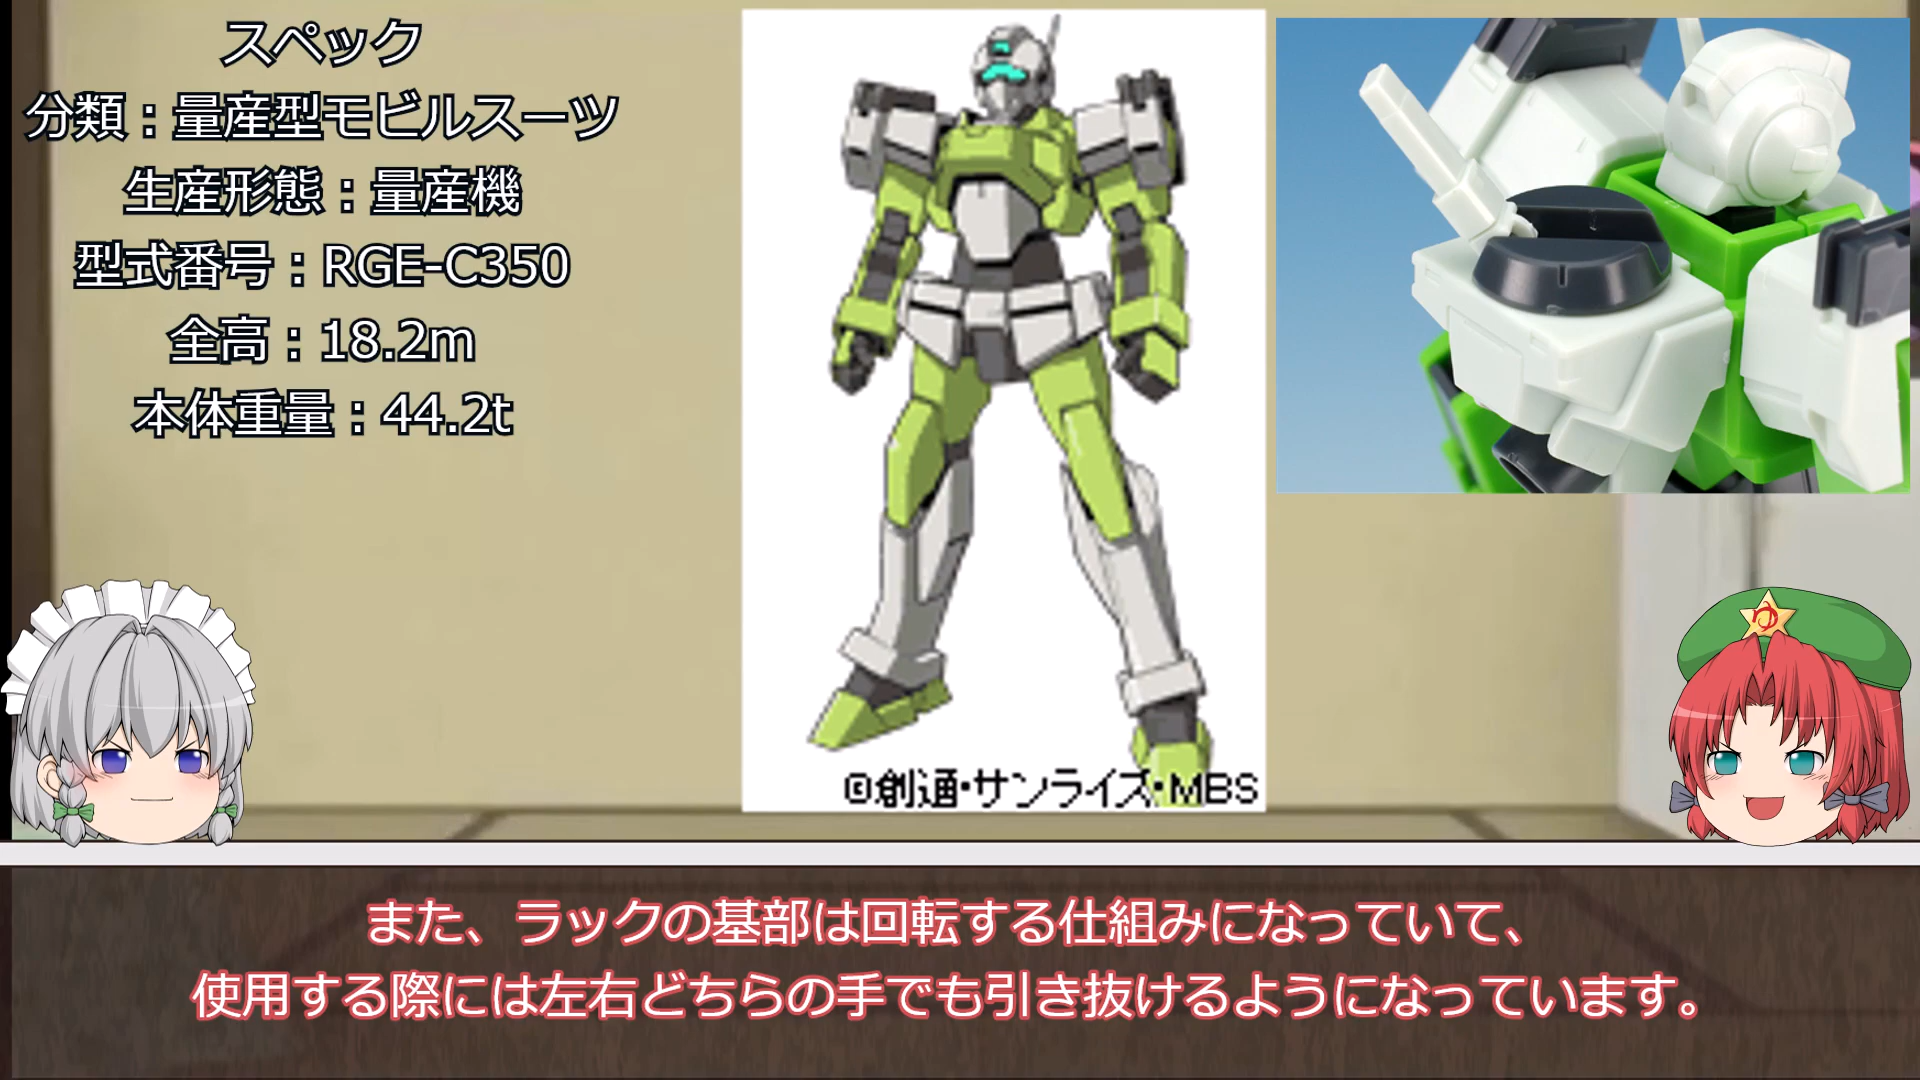 スペック
分類：量産型モビルスーツ
生産形態：量産機
型式番号：RGE-C350
全高：18.2m
本体重量：44.2t
©創通・サンライズ・MBS
また、ラックの基部は回転する仕組みになっていて、
使用する際には左右どちらの手でも引き抜けるようになっています。